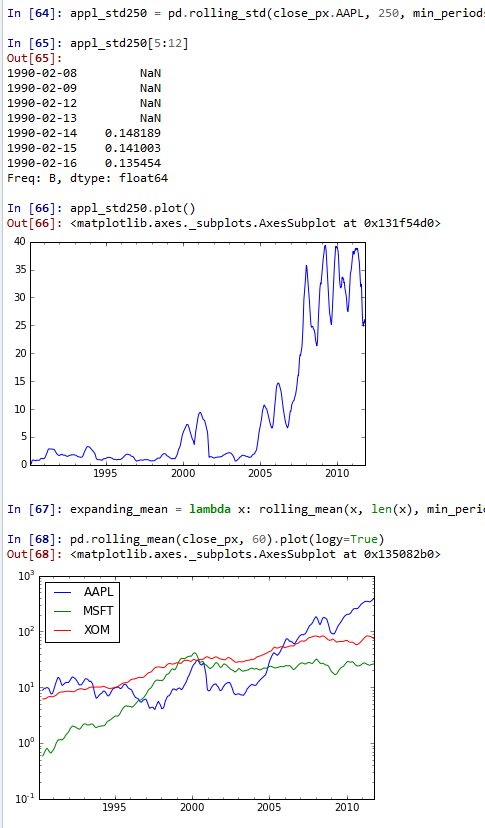 In [64]: appl_std250 = pd.rolling_std(close_px.AAPL, 250, min_periods
In [65]: appl_std250[5:12]
Out[65]:
1990-02-08 NaN
1990-02-09 NaN
1990-02-12 NaN
1990-02-13 NaN
1990-02-14 0.148189
1990-02-15 0.141003
1990-02-16 0.135454
Freq: B, dtype: float64
In [66]: appl_std250.plot()
Out[66]: <matplotlib.axes._subplots.AxesSubplot at 0x131f54d0>
40
35
30
25
20
15
10
5
0
1995 2000 2005 2010
In [67]: expanding_mean = lambda x: rolling_mean(x, len(x), min_peri
In [68]: pd.rolling_mean(close_px, 60).plot(logy=True)
Out[68]: <matplotlib.axes._subplots.AxesSubplot at 0x135082b0>
10^3
AAPL
MSFT
XOM
10^2
10^1
10^0
10^-1
1995 2000 2005 2010